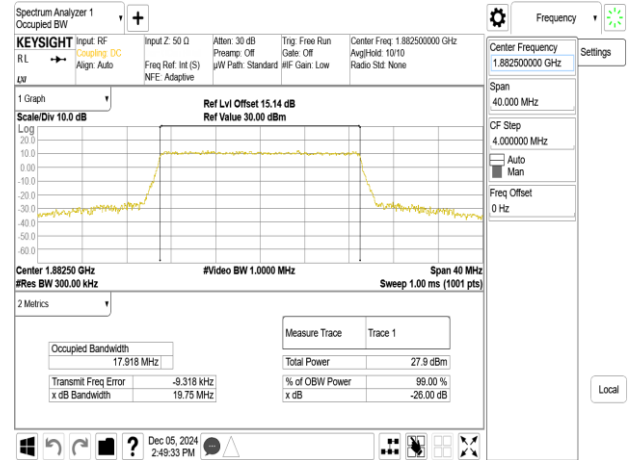 Spectrum Analyzer 1
Occupied BW
Frequency
KEYSIGHT
RL
LXI
Input: RF
Coupling: DC
Align: Auto
Input Z: 50 Ω
Freq Ref: Int (S)
NFE: Adaptive
Atten: 30 dB
Preamp: Off
µW Path: Standard
Trig: Free Run
Gate: Off
#IF Gain: Low
Center Freq: 1.882500000 GHz
Avg|Hold: 10/10
Radio Std: None
Center Frequency
1.882500000 GHz
Settings
Span
40.000 MHz
CF Step
4.000000 MHz
Auto
Man
Freq Offset
0 Hz
Local
1 Graph
Scale/Div 10.0 dB
Ref Lvl Offset 15.14 dB
Ref Value 30.00 dBm
Log
20.0
10.0
0.00
-10.0
-20.0
-30.0
-40.0
-50.0
-60.0
Center 1.88250 GHz
#Video BW 1.0000 MHz
Span 40 MHz
#Res BW 300.00 kHz
Sweep 1.00 ms (1001 pts)
2 Metrics
Measure Trace
Trace 1
Occupied Bandwidth
17.918 MHz
Total Power
27.9 dBm
Transmit Freq Error
-9.318 kHz
% of OBW Power
99.00 %
x dB Bandwidth
19.75 MHz
x dB
-26.00 dB
Dec 05, 2024
2:49:33 PM